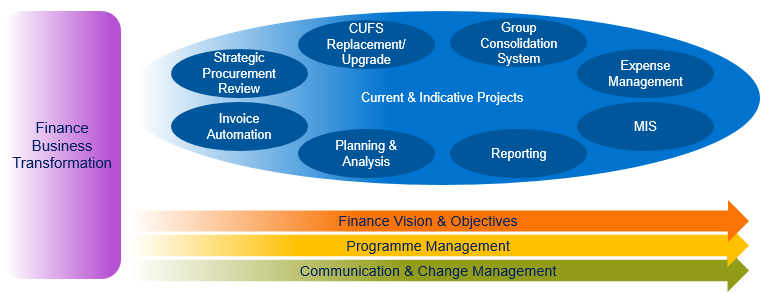 Finance
Business
Transformation
CUFS
Replacement/
Upgrade
Group
Consolidation
System
Strategic
Procurement
Review
Expense
Management
Current & Indicative Projects
Invoice
Automation
MIS
Planning &
Analysis
Reporting
Finance Vision & Objectives
Programme Management
Communication & Change Management